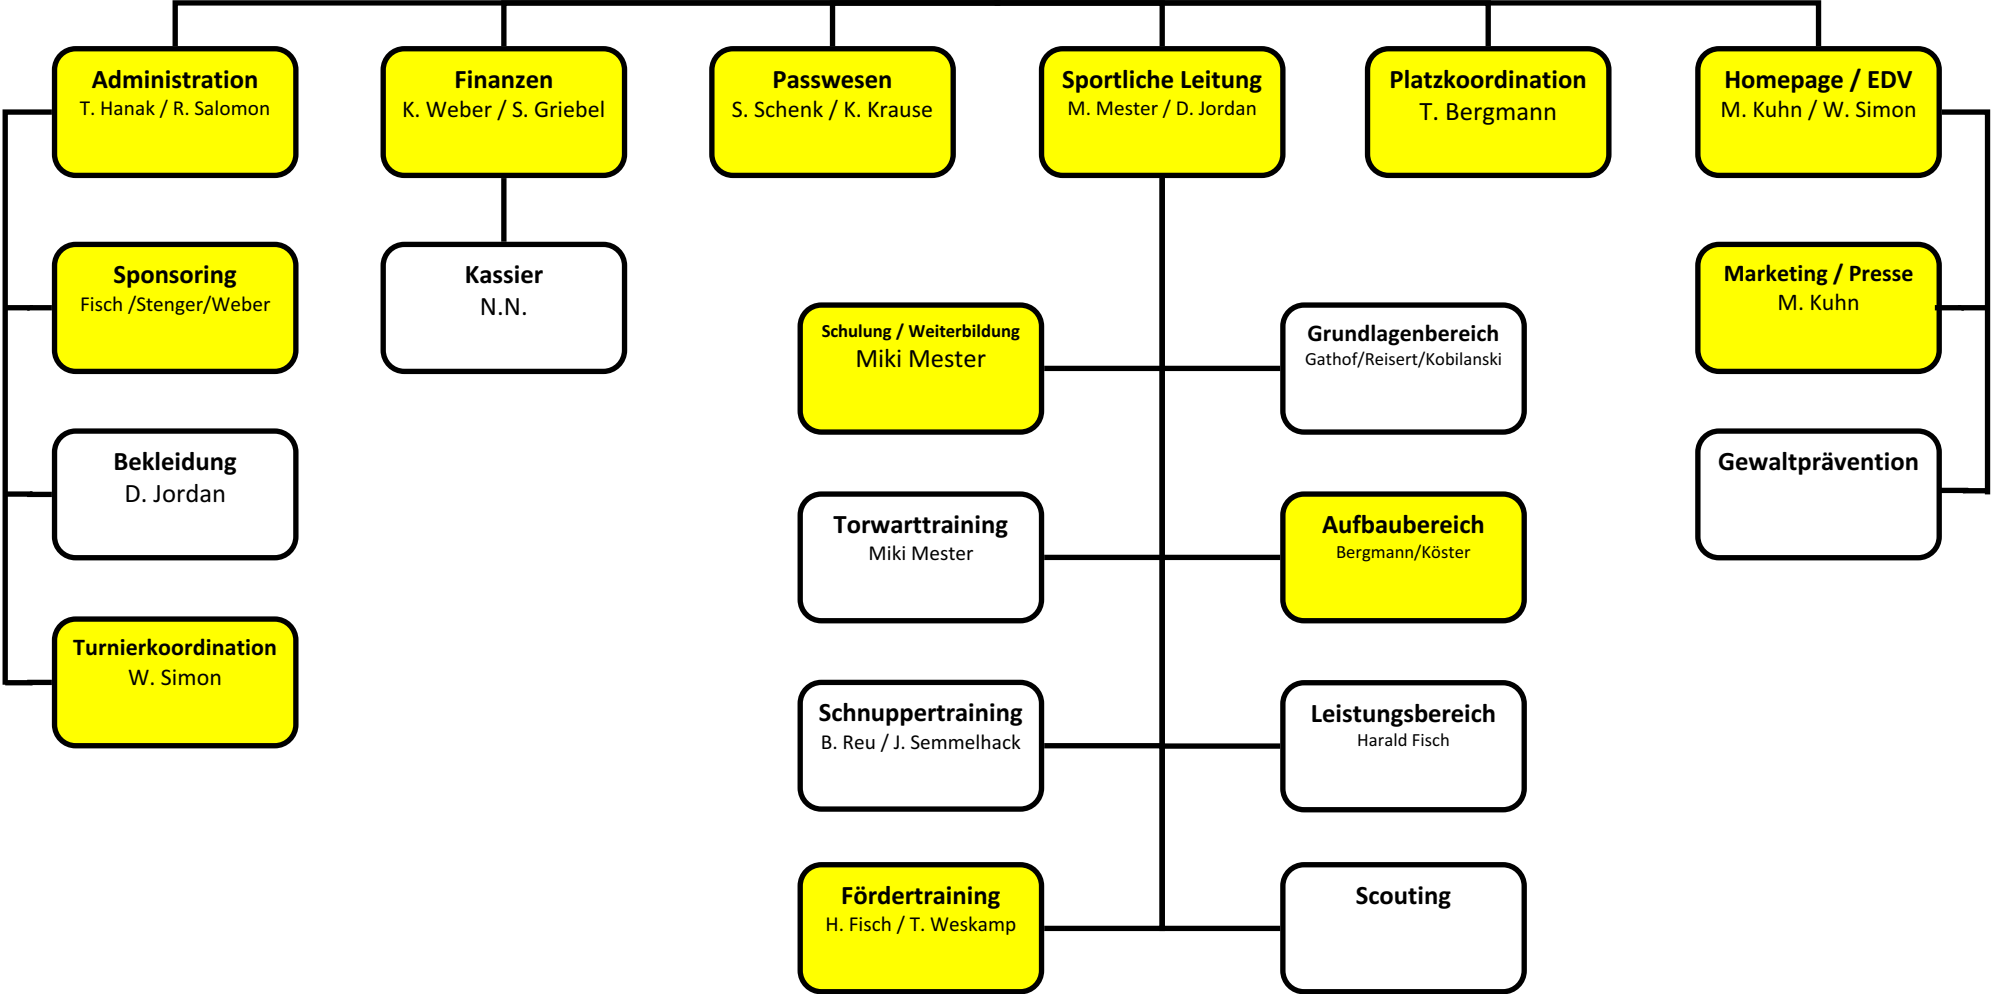 Administration
T. Hanak / R. Salomon
Finanzen
K. Weber / S. Griebel
Passwesen
S. Schenk / K. Krause
Sportliche Leitung
M. Mester / D. Jordan
Platzkoordination
T. Bergmann
Homepage / EDV
M. Kuhn / W. Simon
Sponsoring
Fisch /Stenger/Weber
Kassier
N.N.
Marketing / Presse
M. Kuhn
Schulung / Weiterbildung
Miki Mester
Grundlagenbereich
Gathof/Reisert/Kobilanski
Bekleidung
D. Jordan
Gewaltprävention
Torwarttraining
Miki Mester
Aufbaubereich
Bergmann/Köster
Turnierkoordination
W. Simon
Schnuppertraining
B. Reu / J. Semmelhack
Leistungsbereich
Harald Fisch
Fördertraining
H. Fisch / T. Weskamp
Scouting